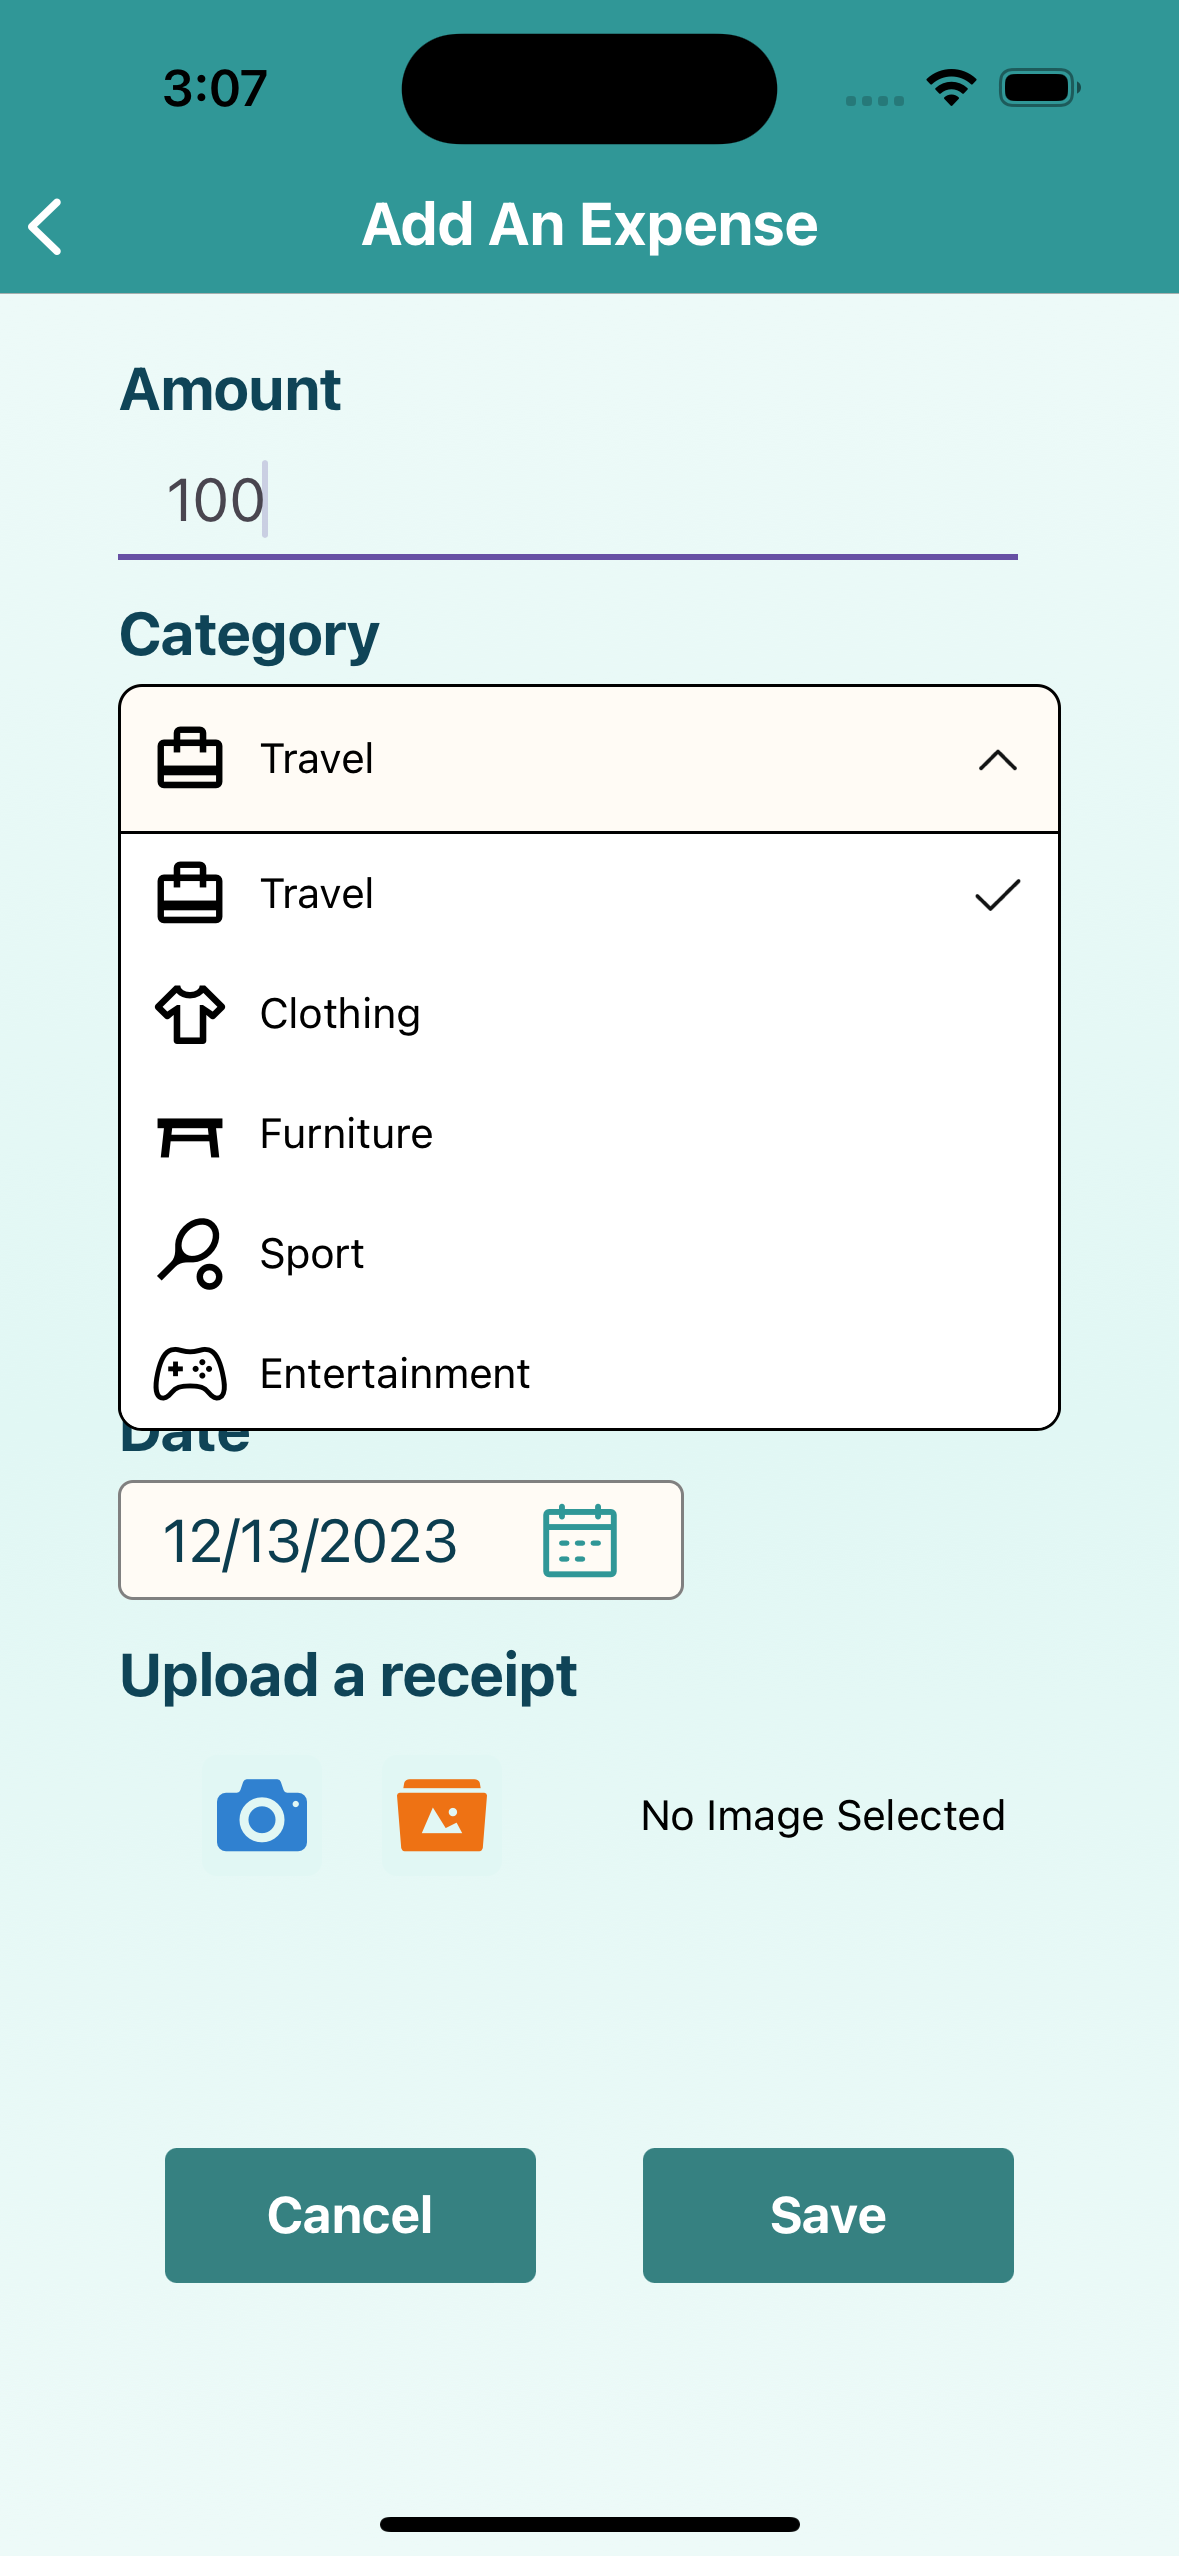 3:07
Add An Expense
Amount
100
Category
Travel
Travel
Clothing
Furniture
Sport
Entertainment
Date
12/13/2023
Upload a receipt
No Image Selected
Cancel
Save